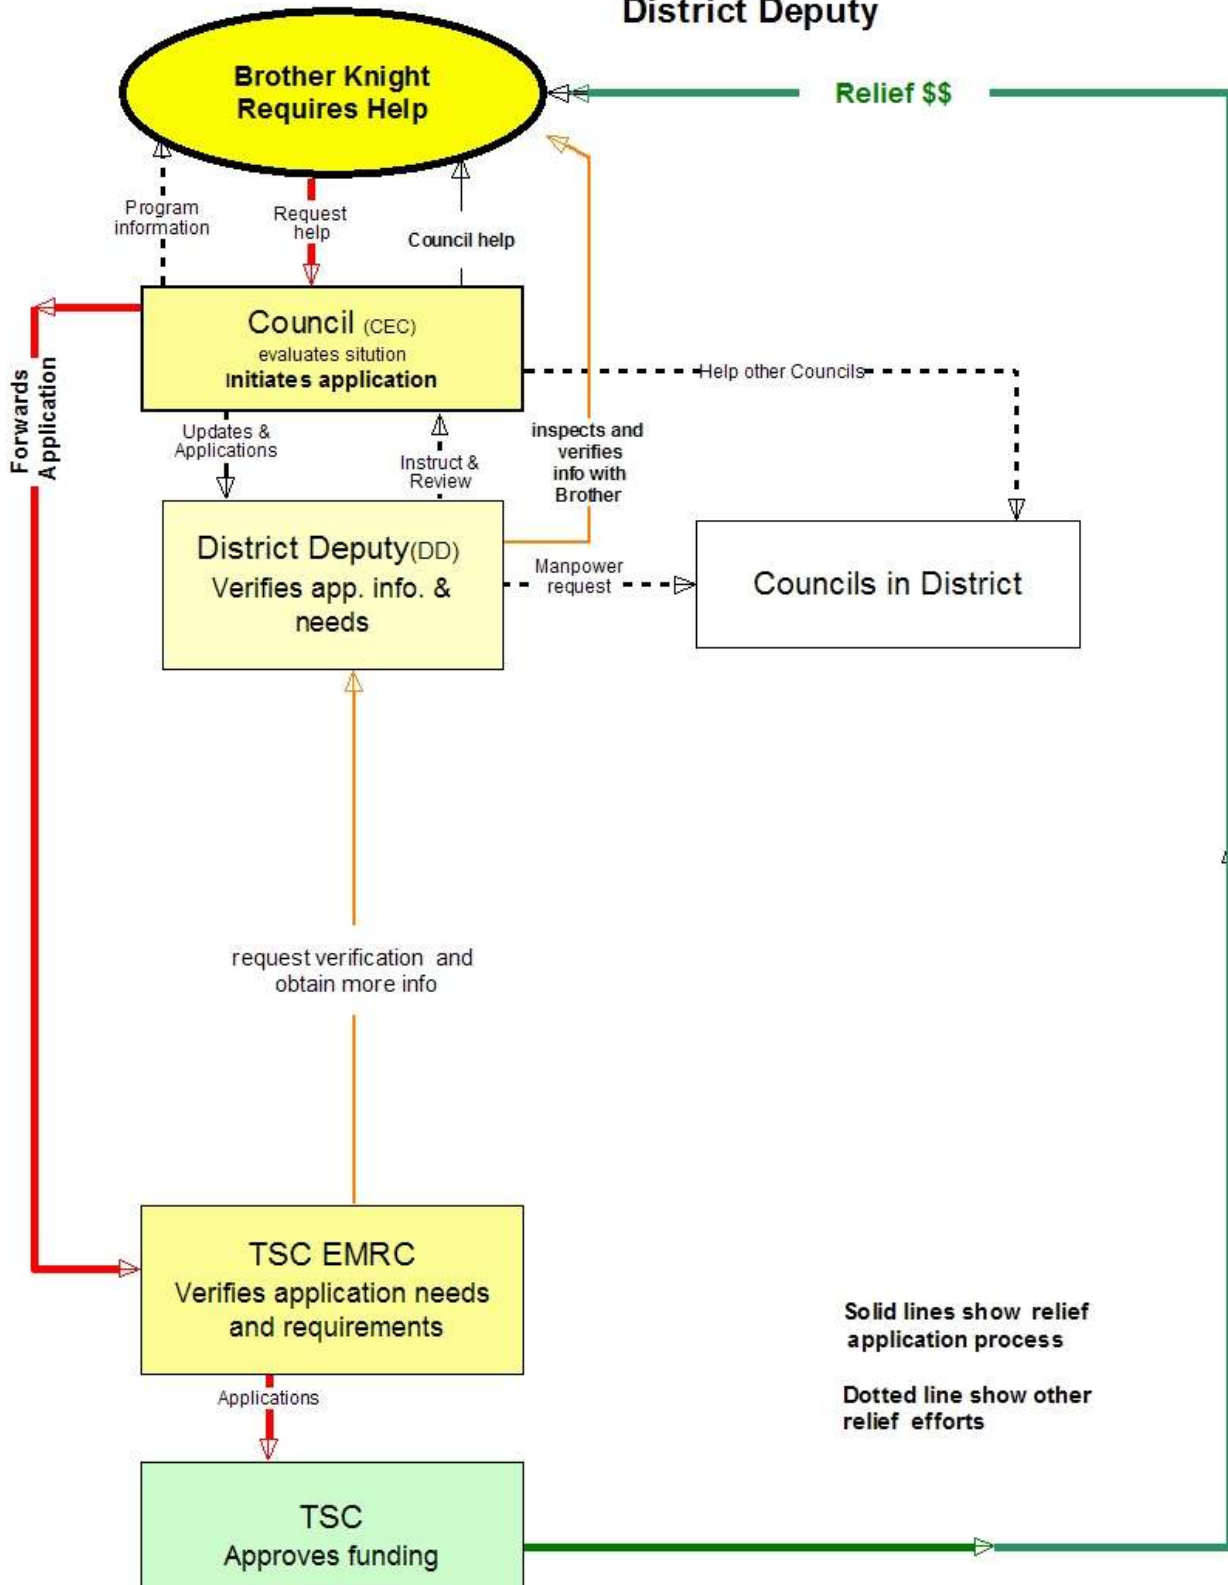 District Deputy
Brother Knight
Requires Help
Relief $$
Program
information
Request
help
Council help
Council (CEC)
evaluates sitution
Initiates application
Help other Councils
Forwards
Application
Updates &
Applications
Instruct &
Review
inspects and
verifies
info with
Brother
District Deputy(DD)
Verifies app. info. &
needs
Manpower
request
Councils in District
request verification and
obtain more info
TSC EMRC
Verifies application needs
and requirements
Solid lines show relief
application process
Dotted line show other
relief efforts
Applications
TSC
Approves funding